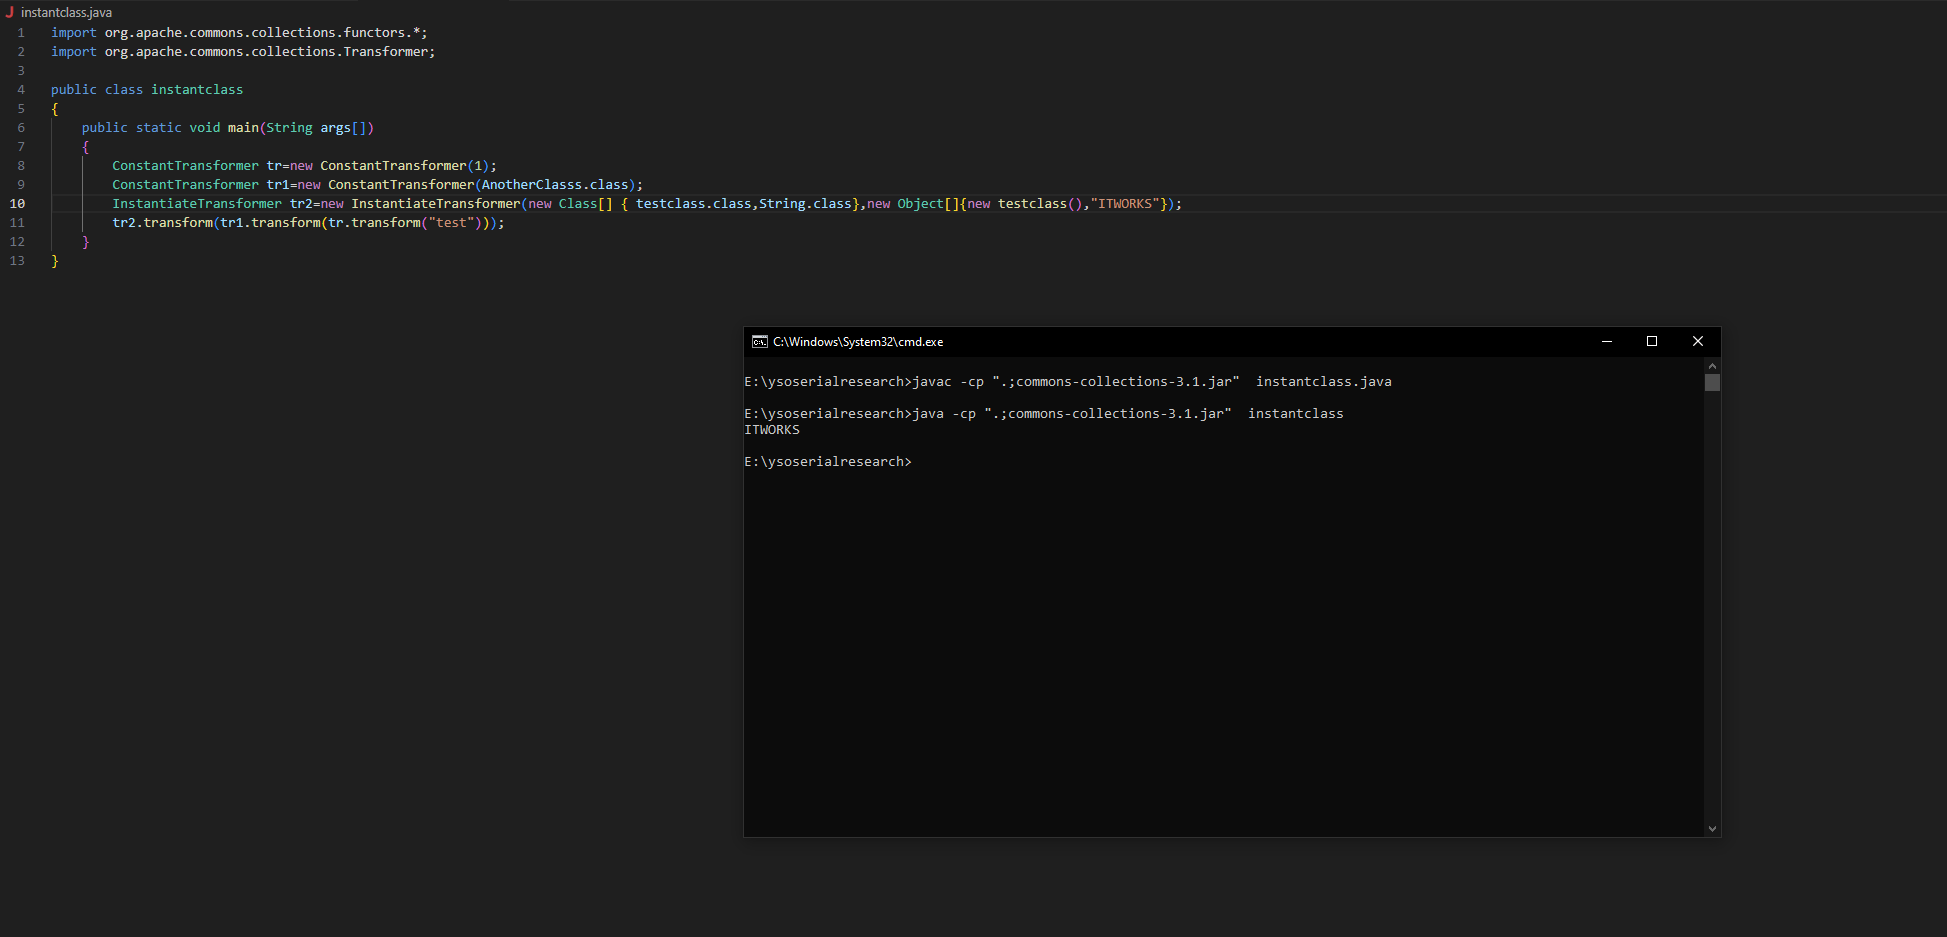 J instantclass.java
1 import org.apache.commons.collections.functors.*;
2 import org.apache.commons.collections.Transformer;
3
4 public class instantclass
5 {
6 public static void main(String args[])
7 {
8 ConstantTransformer tr=new ConstantTransformer(1);
9 ConstantTransformer tr1=new ConstantTransformer(AnotherClasss.class);
10 InstantiateTransformer tr2=new InstantiateTransformer(new Class[] { testclass.class,String.class},new Object[]{new testclass(),"ITWORKS"});
11 tr2.transform(tr1.transform(tr.transform("test")));
12 }
13 }
C:\Windows\System32\cmd.exe
E:\ysoserialresearch>javac -cp ".;commons-collections-3.1.jar"  instantclass.java
E:\ysoserialresearch>java -cp ".;commons-collections-3.1.jar"  instantclass
ITWORKS
E:\ysoserialresearch>